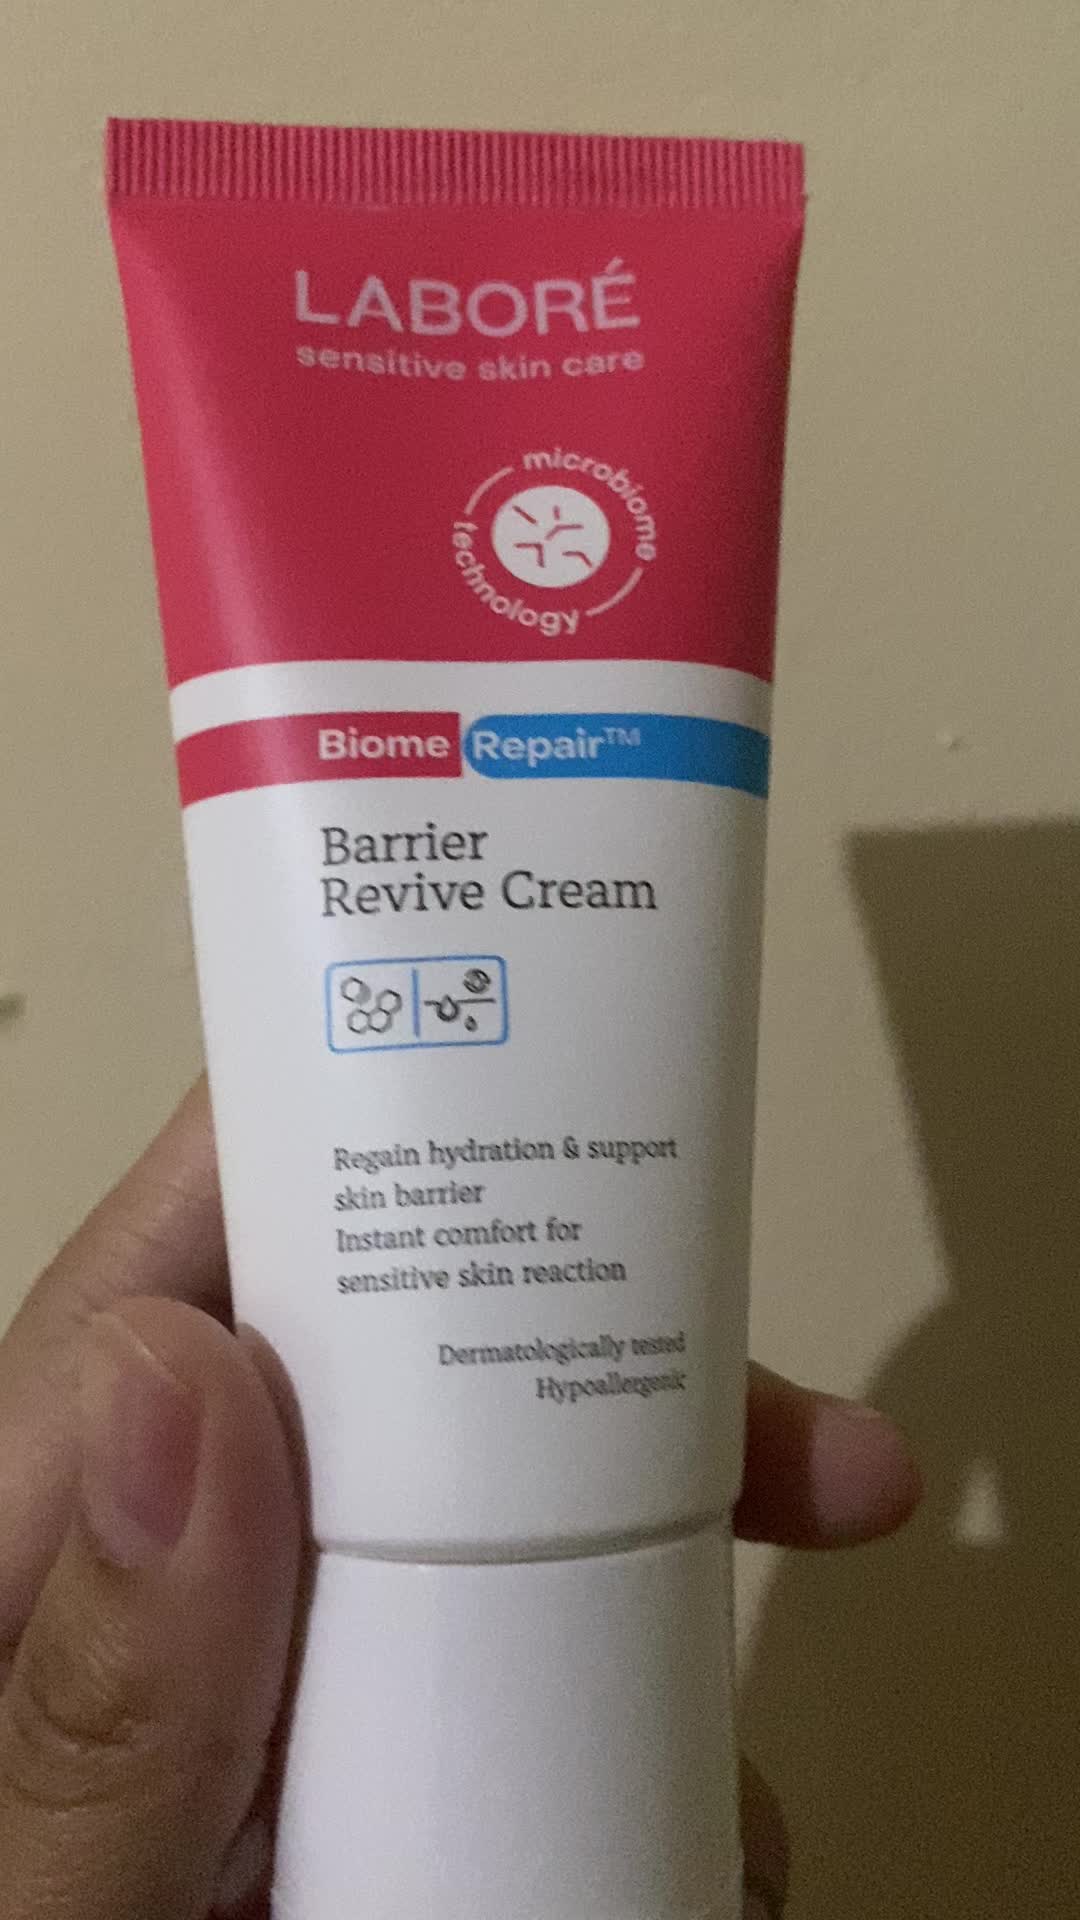 LABORÉ
sensitive skin care
microbiome
technology
Biome Repair™
Barrier
Revive Cream
Regain hydration & support
skin barrier
Instant comfort for
sensitive skin reaction
Dermatologically tested
Hypoallergenic